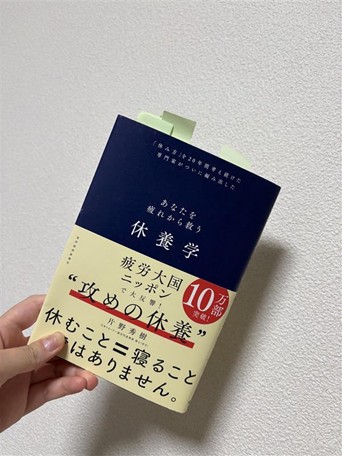 「休み方」を20年間考え続けた
専門家がついに編み出した
あなたを
疲れから救う
休養学
疲労大国
ニッポン
で大反響!
10万部
突破!
“攻めの休養”
片野秀樹
休むこと=寝ること
ではありません。